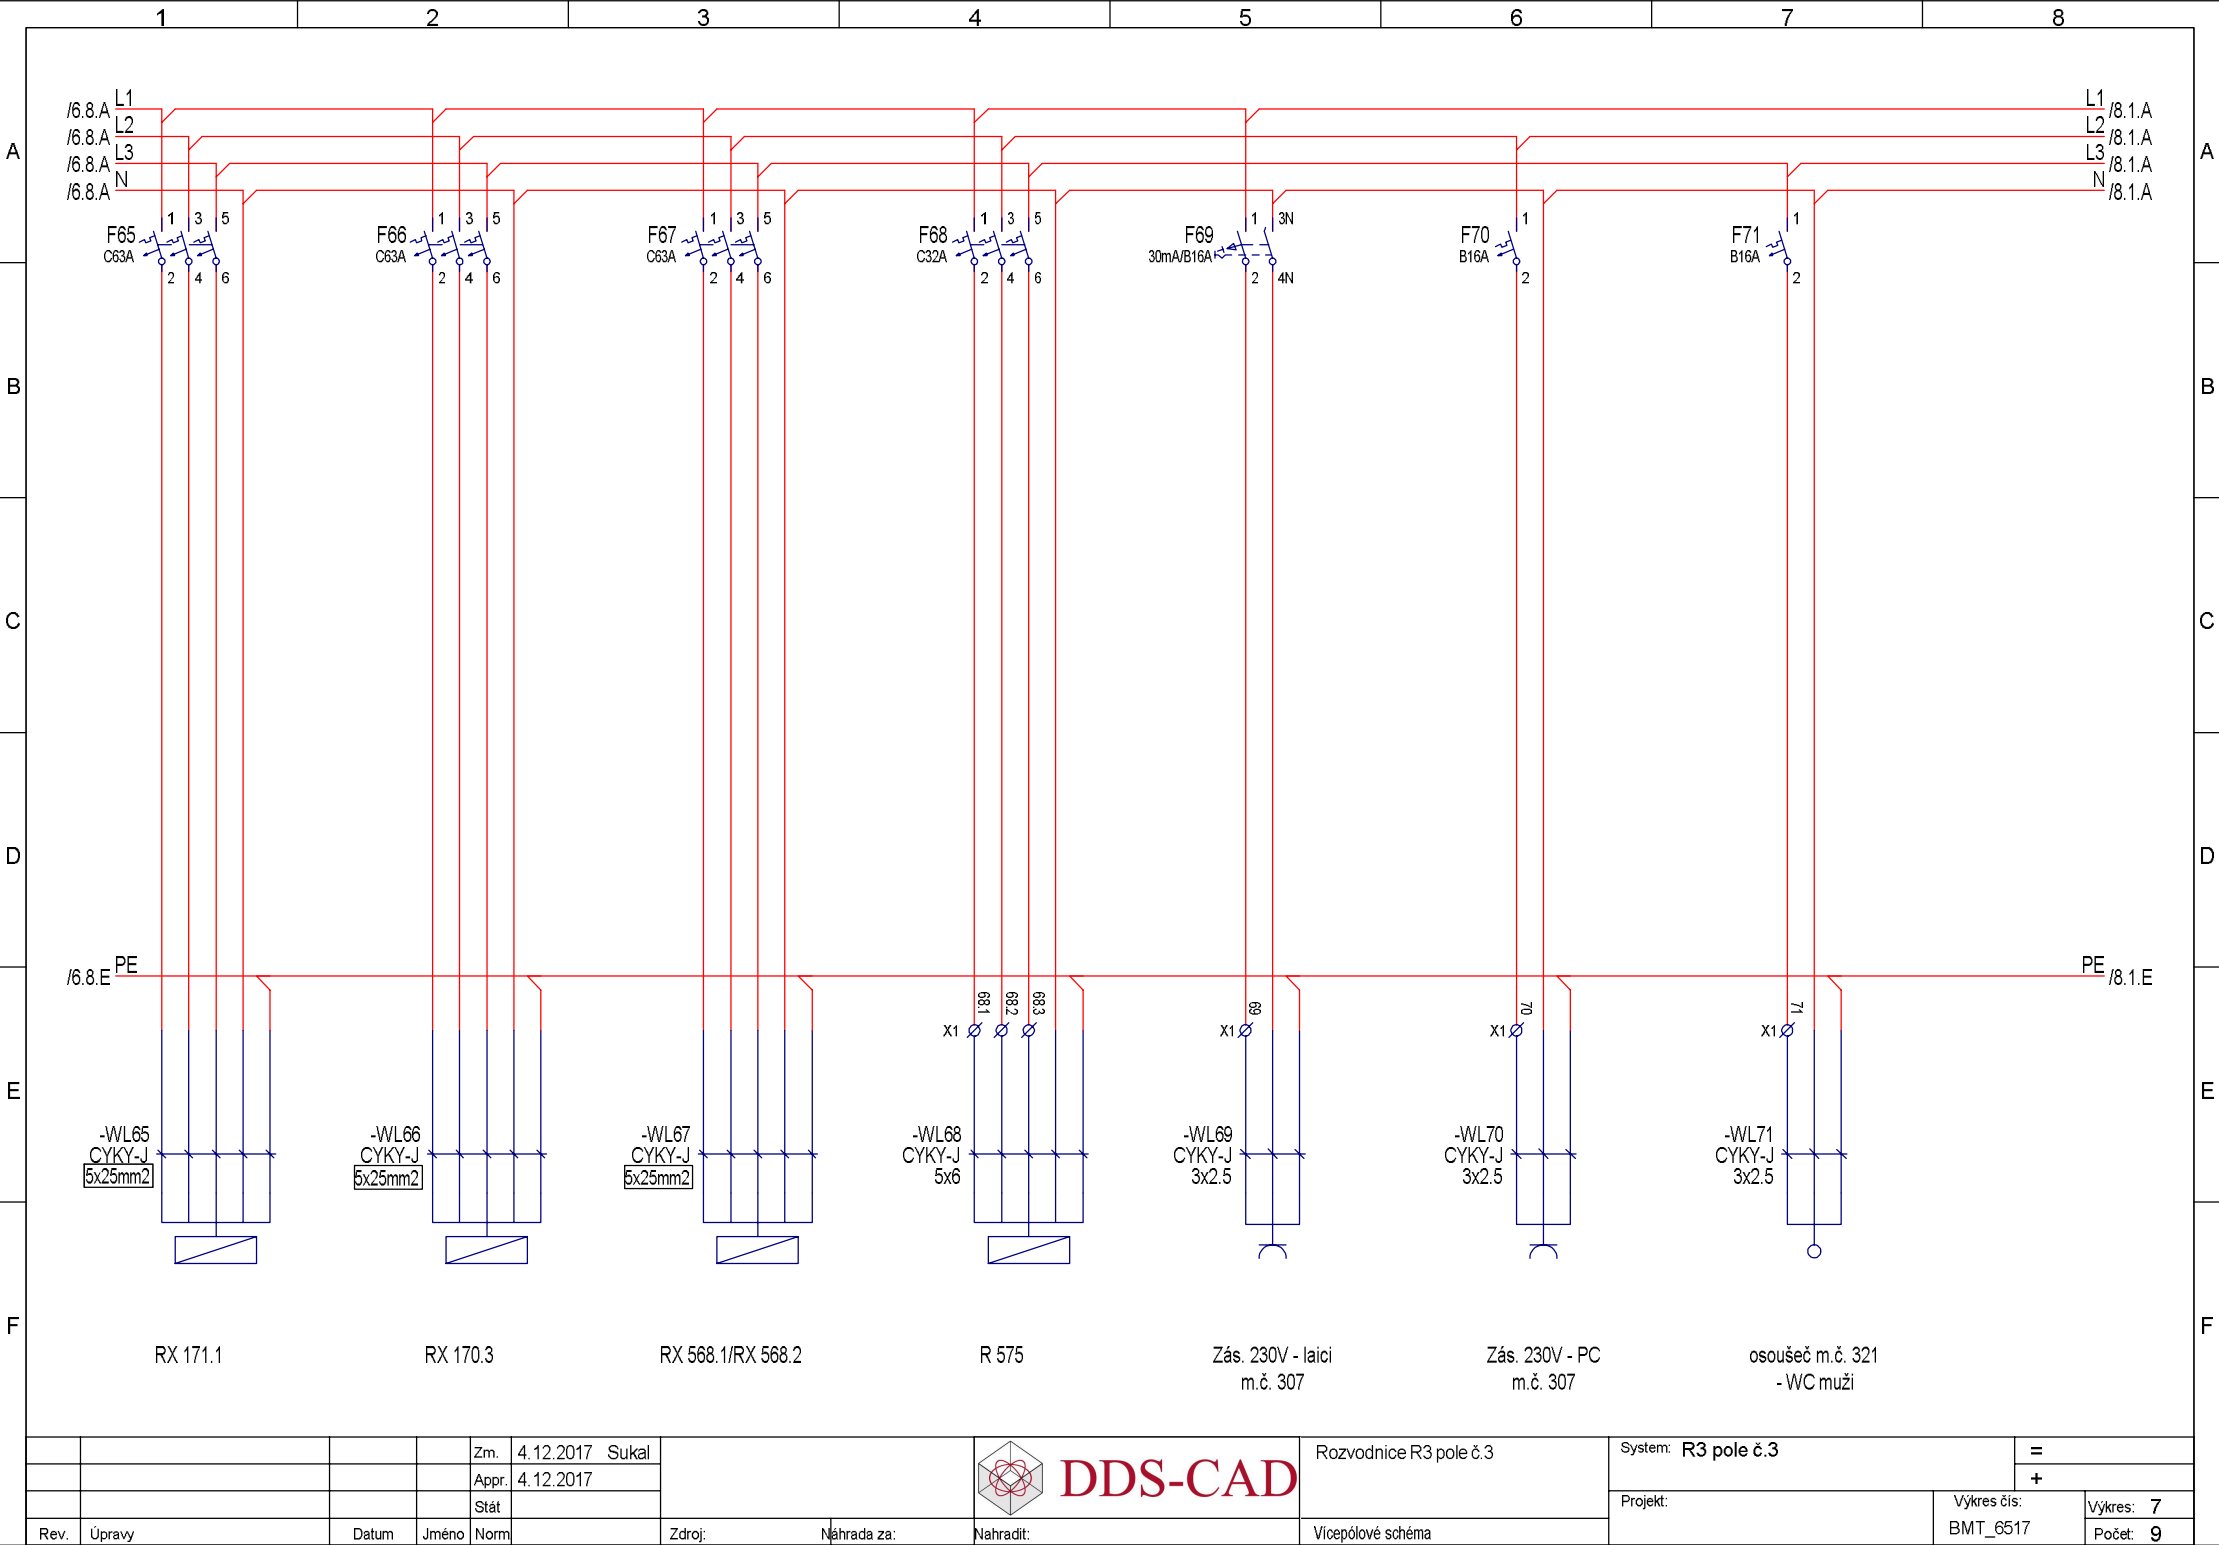 1 2 3 4 5 6 7 8
A A
B B
C C
D D
E E
F F
/6.8.A L1 L1 /8.1.A
/6.8.A L2 L2 /8.1.A
/6.8.A L3 L3 /8.1.A
/6.8.A N N /8.1.A
1 3 5 1 3 5 1 3 5 1 3 5 1 3N 1 1
F65 F66 F67 F68 F69 F70 F71
C63A C63A C63A C32A 30mA/B16A B16A B16A
2 4 6 2 4 6 2 4 6 2 4 6 2 4N 2 2
/6.8.E PE PE /8.1.E
68.1 68.2 68.3 69 70 71
X1 X1 X1 X1
-WL65 -WL66 -WL67 -WL68 -WL69 -WL70 -WL71
CYKY-J CYKY-J CYKY-J CYKY-J CYKY-J CYKY-J CYKY-J
5x25mm2 5x25mm2 5x25mm2 5x6 3x2.5 3x2.5 3x2.5
RX 171.1
RX 170.3
RX 568.1/RX 568.2
R 575
Zás. 230V - laici
m.č. 307
Zás. 230V - PC
m.č. 307
osoušeč m.č. 321
- WC muži
Zm. 4.12.2017 Sukal
Appr. 4.12.2017
Stát
Rev. Úpravy Datum Jméno Norm
Zdroj: Náhrada za: Nahradit:
DDS-CAD
Rozvodnice R3 pole č.3
Vícepólové schéma
System: R3 pole č.3
=
+
Projekt:
Výkres čís:
BMT_6517
Výkres: 7
Počet: 9